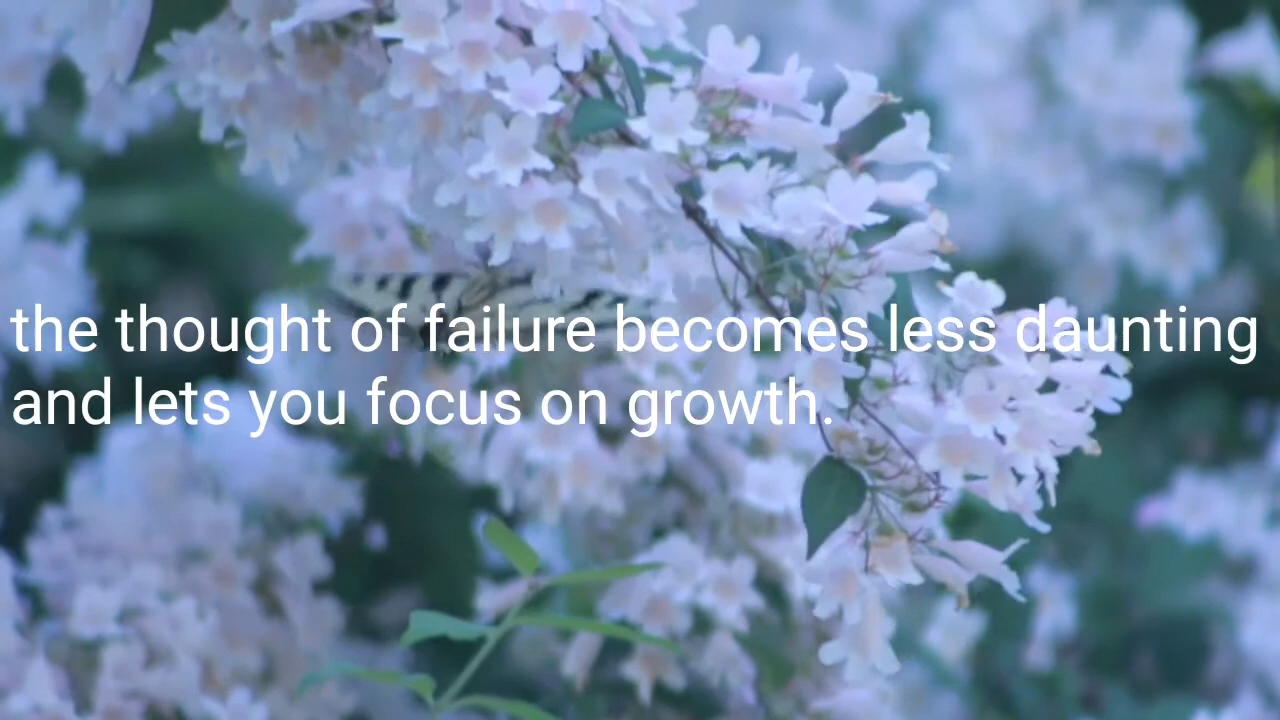 the thought of failure becomes less daunting
and lets you focus on growth.